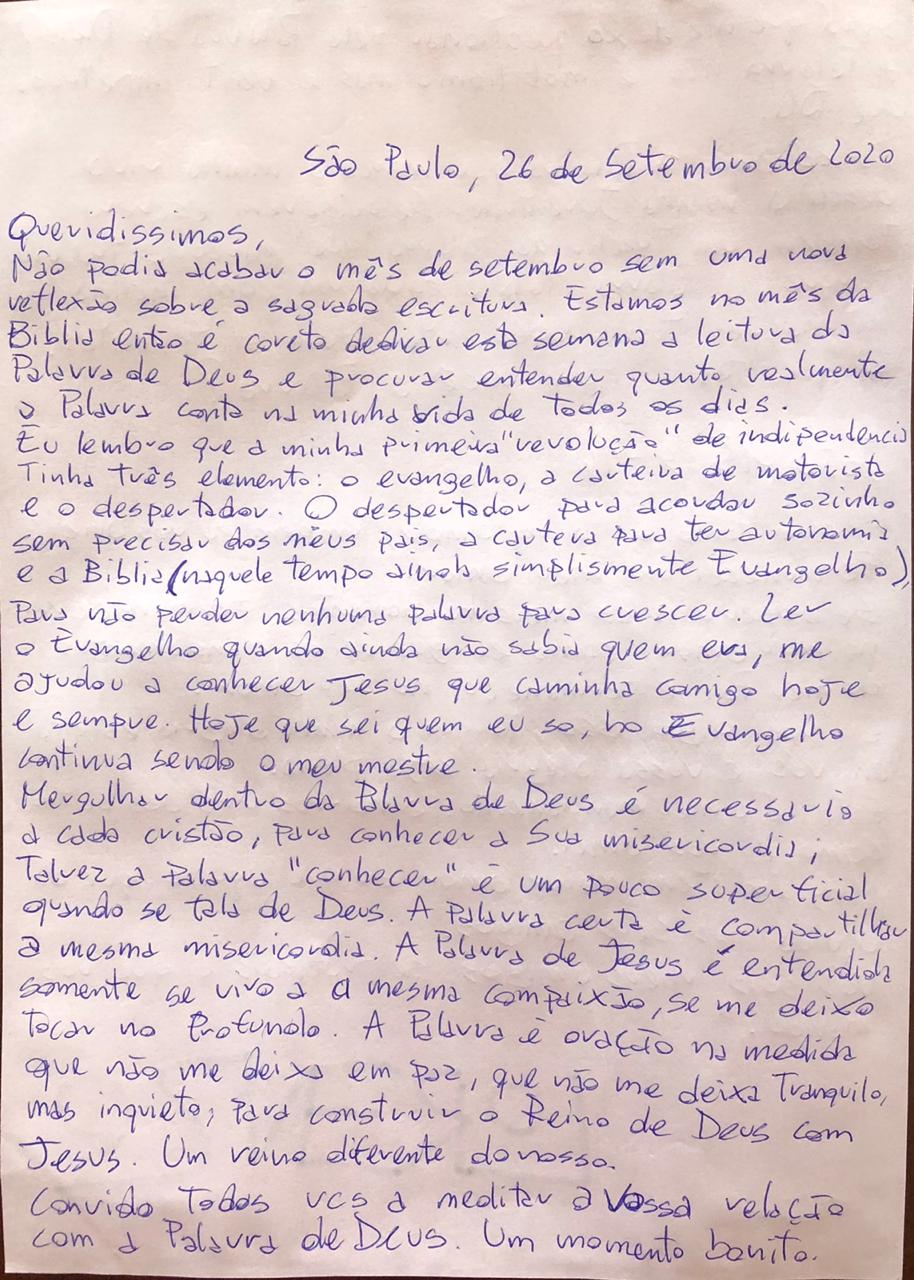 São Paulo, 26 de Setembro de 2020
Queridissimos,
Não podia acabar o mês de setembro sem uma nova
reflexão sobre a sagrada escritura. Estamos no mês da
Biblia então é coreto dedicar esta semana a leitura da
Palavra de Deus e procurar entender quanto realmente
a Palavra conta na minha vida de todos os dias.
Eu lembro que a minha primeira "revolução" de indipendencia
Tinha três elemento: o evangelho, a carteira de motorista
e o despertador. O despertador para acordar sozinho
sem precisar dos meus pais, a cartera para ter autonomia
e a Biblia (naquele tempo ainda simplismente Evangelho),
Para não perder nenhuma palavra para crescer. Ler
o Evangelho quando ainda não sabia quem era, me
ajudou a conhecer Jesus que caminha comigo hoje
e sempre. Hoje que sei quem eu so, ho Evangelho
continua sendo o meu mestre.
Mergulhar dentro da Palavra de Deus é necessario
a cada cristão, para conhecer a Sua misericordia;
Talvez a Palavra "conhecer" é um pouco superficial
quando se fala de Deus. A Palavra certa é compartilhar
a mesma misericordia. A Palavra de Jesus é entendida
somente se vivo a a mesma compaixão, se me deixo
tocar no Profundo. A Palavra è oração na medida
que não me deixa em paz, que não me deixa Tranquilo,
mas inquieto; para construir o Reino de Deus com
Jesus. Um reino diferente do nosso.
Convido Todos vcs a meditar a Vossa relação
com a Palavra de Deus. Um momento bonito.